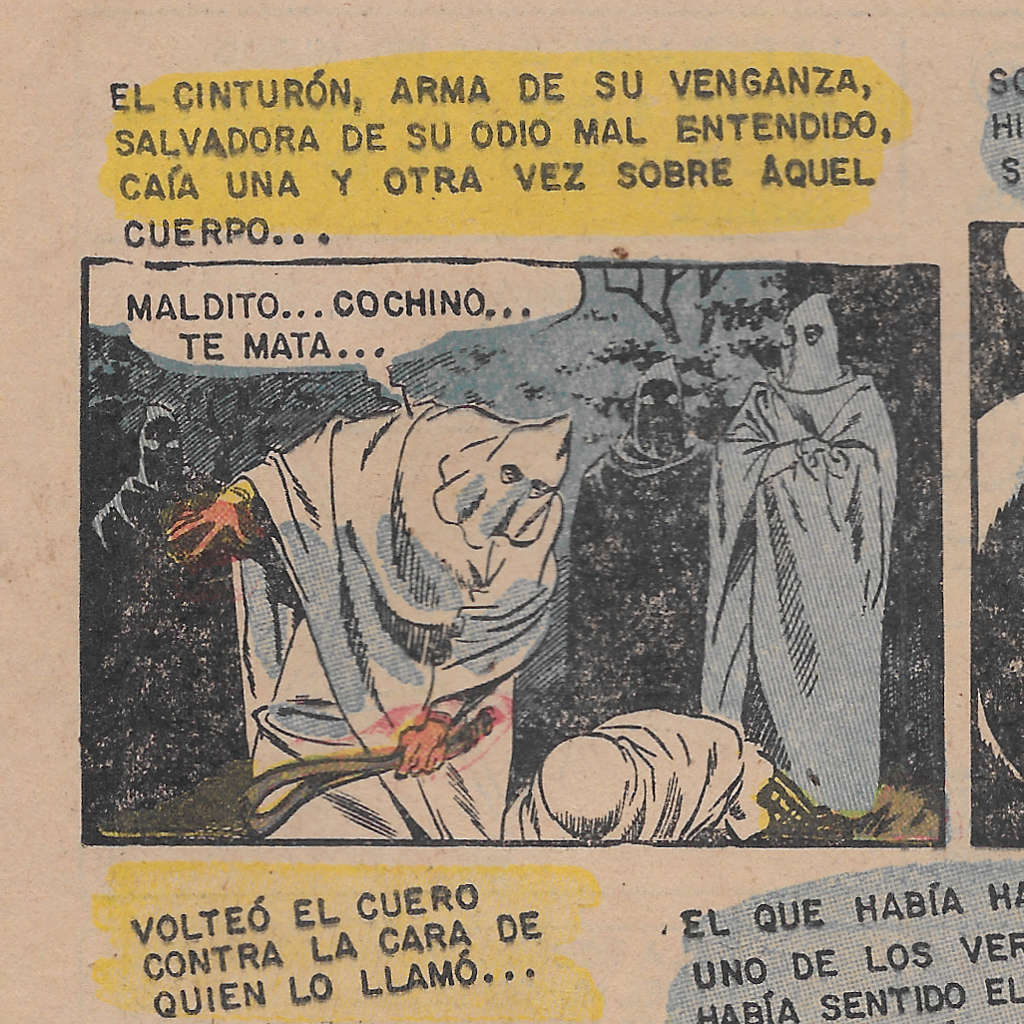 EL CINTURÓN, ARMA DE SU VENGANZA,
SALVADORA DE SU ODIO MAL ENTENDIDO,
CAÍA UNA Y OTRA VEZ SOBRE AQUEL
CUERPO...
MALDITO... COCHINO...
TE MATA...
VOLTEÓ EL CUERO
CONTRA LA CARA DE
QUIEN LO LLAMÓ...
EL QUE HABÍA
UNO DE LOS
HABÍA SENTIDO